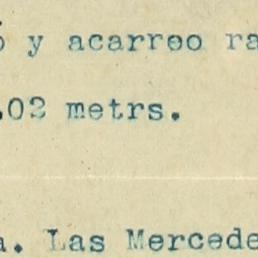 ó y acarreo ra
.02 metrs.
a. Las Mercede